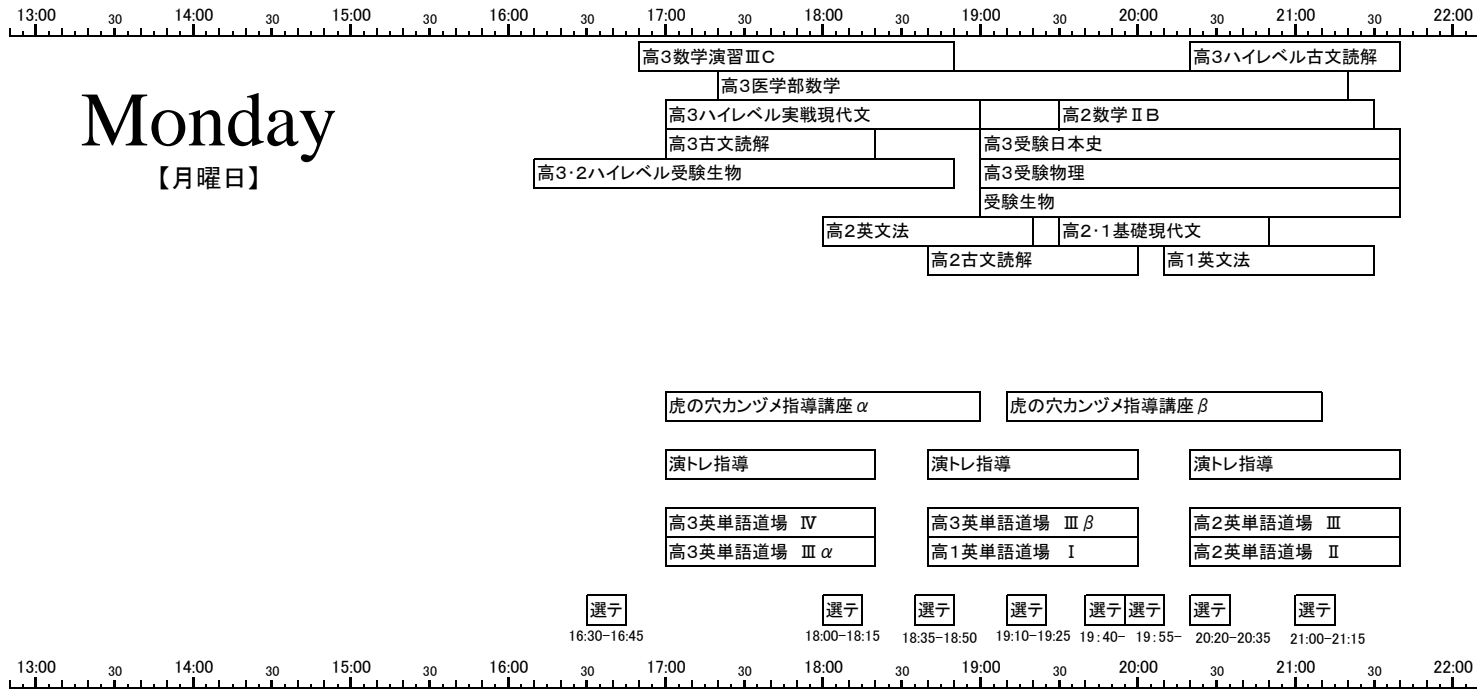 13:00 30 14:00 30 15:00 30 16:00 30 17:00 30 18:00 30 19:00 30 20:00 30 21:00 30 22:00
Monday
【月曜日】
高3数学演習ⅢC 高3ハイレベル古文読解
高3医学部数学
高3ハイレベル実戦現代文 高2数学ⅡB
高3古文読解 高3受験日本史
高3・2ハイレベル受験生物 高3受験物理
受験生物
高2英文法 高2・1基礎現代文
高2古文読解 高1英文法
虎の穴カンヅメ指導講座α 虎の穴カンヅメ指導講座β
演トレ指導 演トレ指導 演トレ指導
高3英単語道場 Ⅳ 高3英単語道場 Ⅲβ 高2英単語道場 Ⅲ
高3英単語道場 Ⅲα 高1英単語道場 Ⅰ 高2英単語道場 Ⅱ
選テ 選テ 選テ 選テ 選テ 選テ 選テ 選テ
16:30-16:45 18:00-18:15 18:35-18:50 19:10-19:25 19:40- 19:55- 20:20-20:35 21:00-21:15
13:00 30 14:00 30 15:00 30 16:00 30 17:00 30 18:00 30 19:00 30 20:00 30 21:00 30 22:00